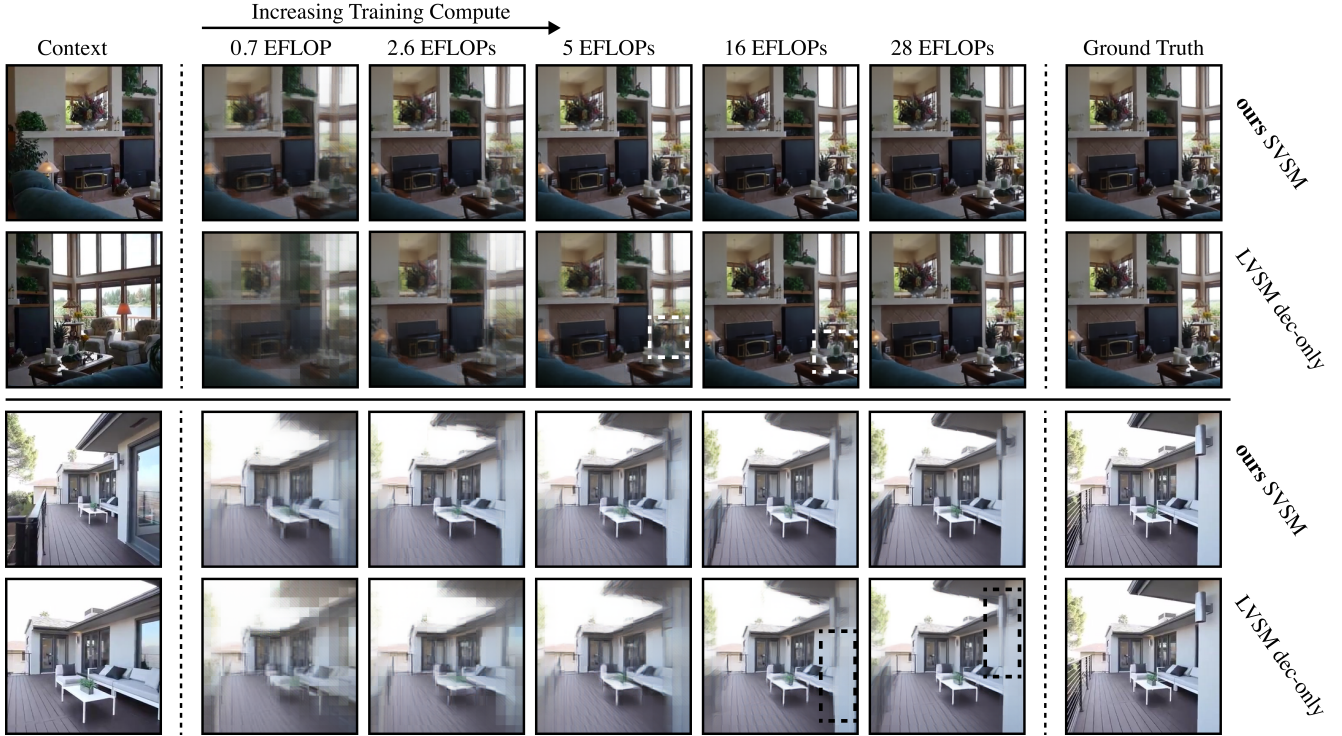 Increasing Training Compute
Context
0.7 EFLOP
2.6 EFLOPs
5 EFLOPs
16 EFLOPs
28 EFLOPs
Ground Truth
ours SVSM
LVSM dec-only
ours SVSM
LVSM dec-only